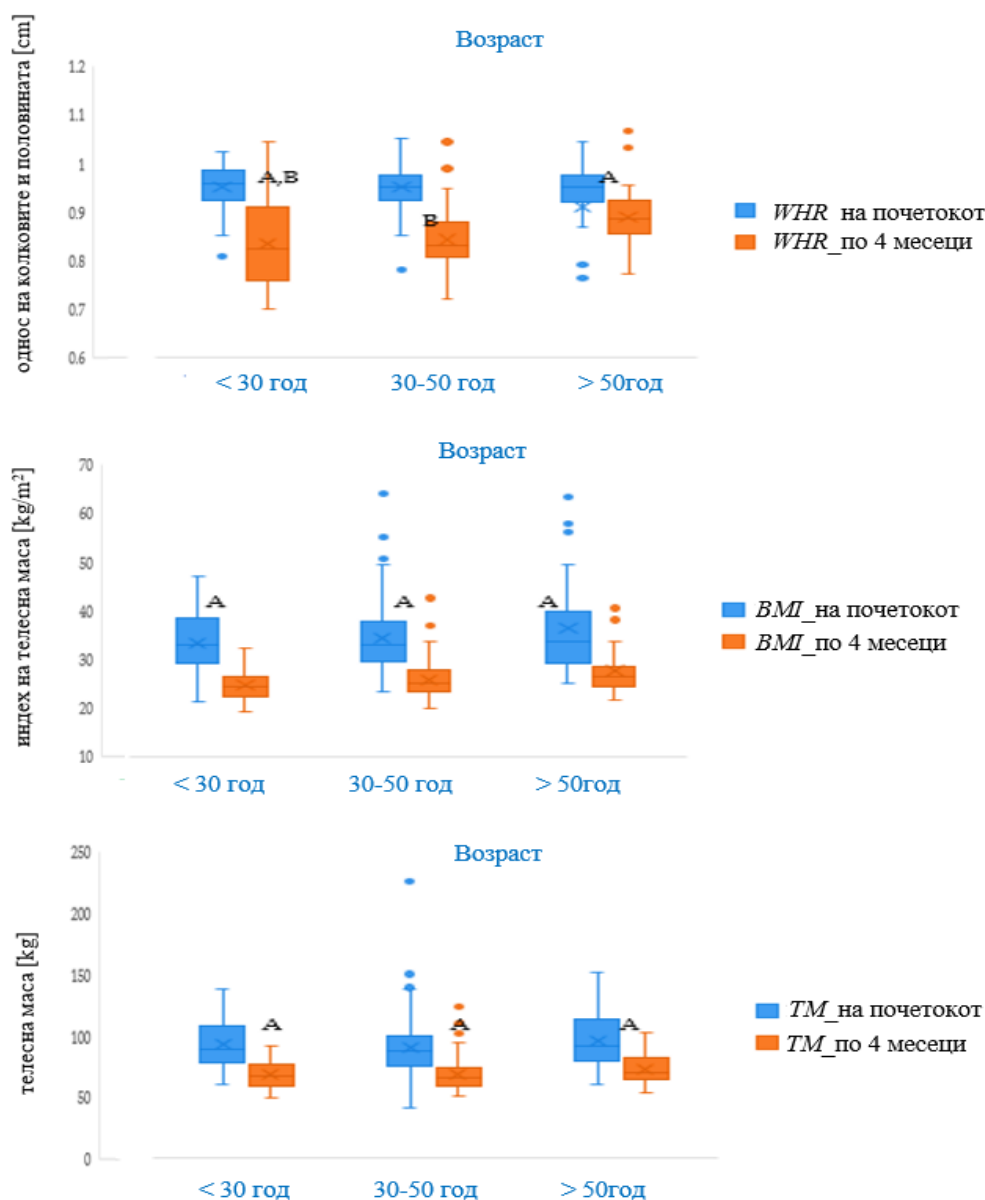 Возраст
однос на колковите и половината [cm]
1.2
1.1
1
0.9
0.8
0.7
0.6
A,B
B
A
WHR на почетокот
WHR_по 4 месеци
< 30 год
30-50 год
> 50год
Возраст
индех на телесна маса [kg/m²]
70
60
50
40
30
20
10
A
A
A
BMI_на почетокот
BMI_по 4 месеци
< 30 год
30-50 год
> 50год
Возраст
телесна маса [kg]
250
200
150
100
50
0
A
A
A
TM_на почетокот
TM_по 4 месеци
< 30 год
30-50 год
> 50год